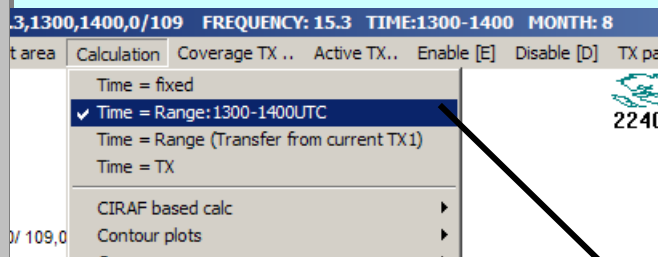 .3,1300,1400,0/109 FREQUENCY: 15.3 TIME:1300-1400 MONTH: 8
t area Calculation Coverage TX .. Active TX.. Enable [E] Disable [D] TX pa
Time = fixed
✓ Time = Range:1300-1400UTC
2240
Time = Range (Transfer from current TX1)
Time = TX
CIRAF based calc
0/ 109,0 Contour plots